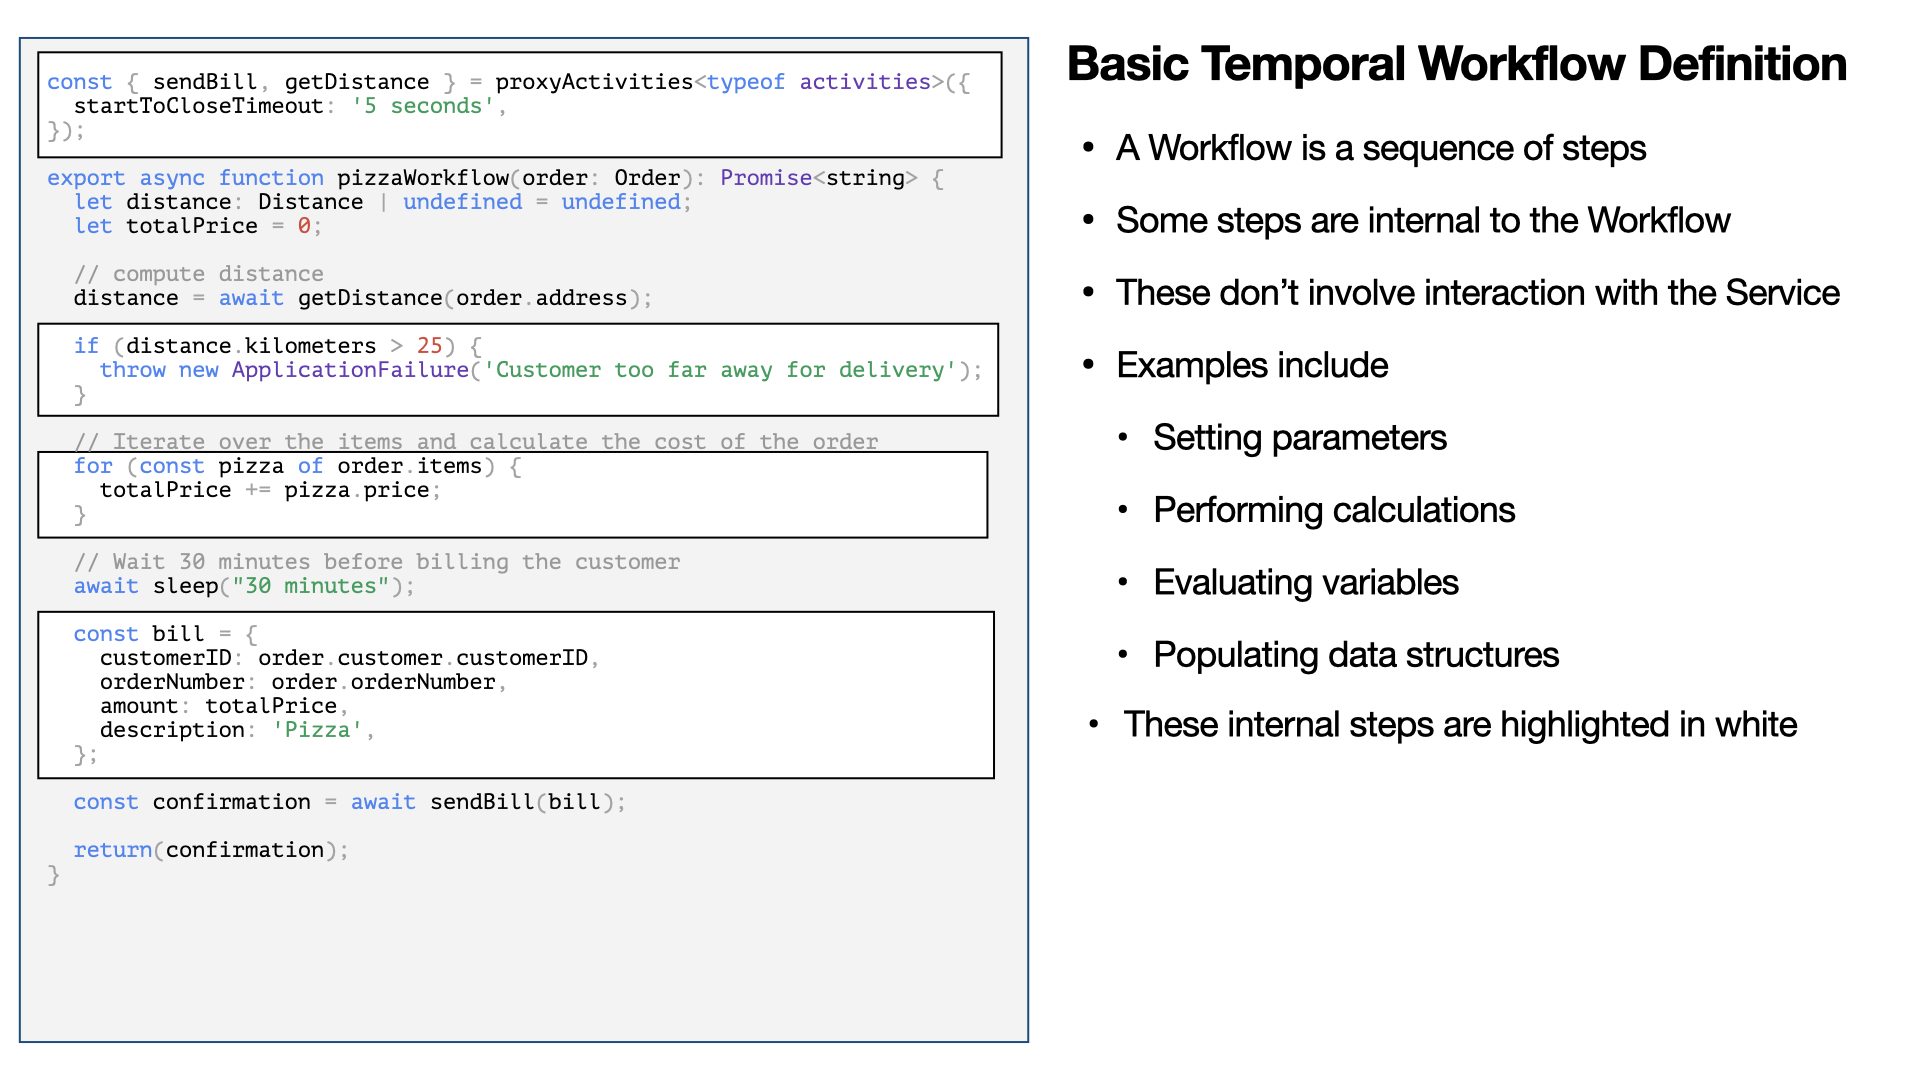 const { sendBill, getDistance } = proxyActivities<typeof activities>({
  startToCloseTimeout: '5 seconds',
});
export async function pizzaWorkflow(order: Order): Promise<string> {
  let distance: Distance | undefined = undefined;
  let totalPrice = 0;
  // compute distance
  distance = await getDistance(order.address);
  if (distance.kilometers > 25) {
    throw new ApplicationFailure('Customer too far away for delivery');
  }
  // Iterate over the items and calculate the cost of the order
  for (const pizza of order.items) {
    totalPrice += pizza.price;
  }
  // Wait 30 minutes before billing the customer
  await sleep("30 minutes");
  const bill = {
    customerID: order.customer.customerID,
    orderNumber: order.orderNumber,
    amount: totalPrice,
    description: 'Pizza',
  };
  const confirmation = await sendBill(bill);
  return(confirmation);
}
Basic Temporal Workflow Definition
• A Workflow is a sequence of steps
• Some steps are internal to the Workflow
• These don’t involve interaction with the Service
• Examples include
• Setting parameters
• Performing calculations
• Evaluating variables
• Populating data structures
• These internal steps are highlighted in white